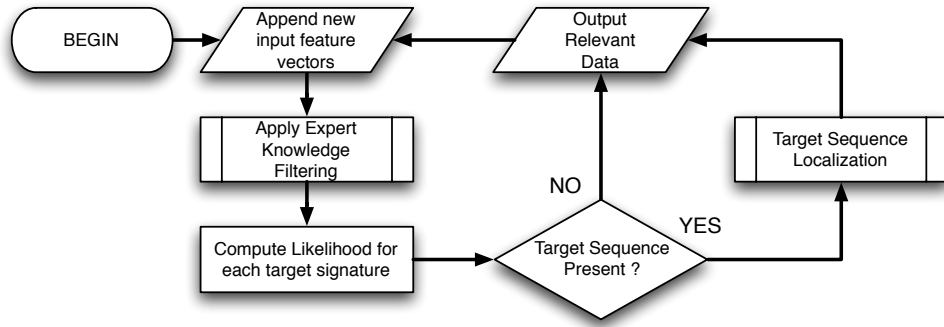 BEGIN
Append new
input feature
vectors
Output
Relevant
Data
Apply Expert
Knowledge
Filtering
Target Sequence
Localization
NO
YES
Compute Likelihood for
each target signature
Target Sequence
Present ?